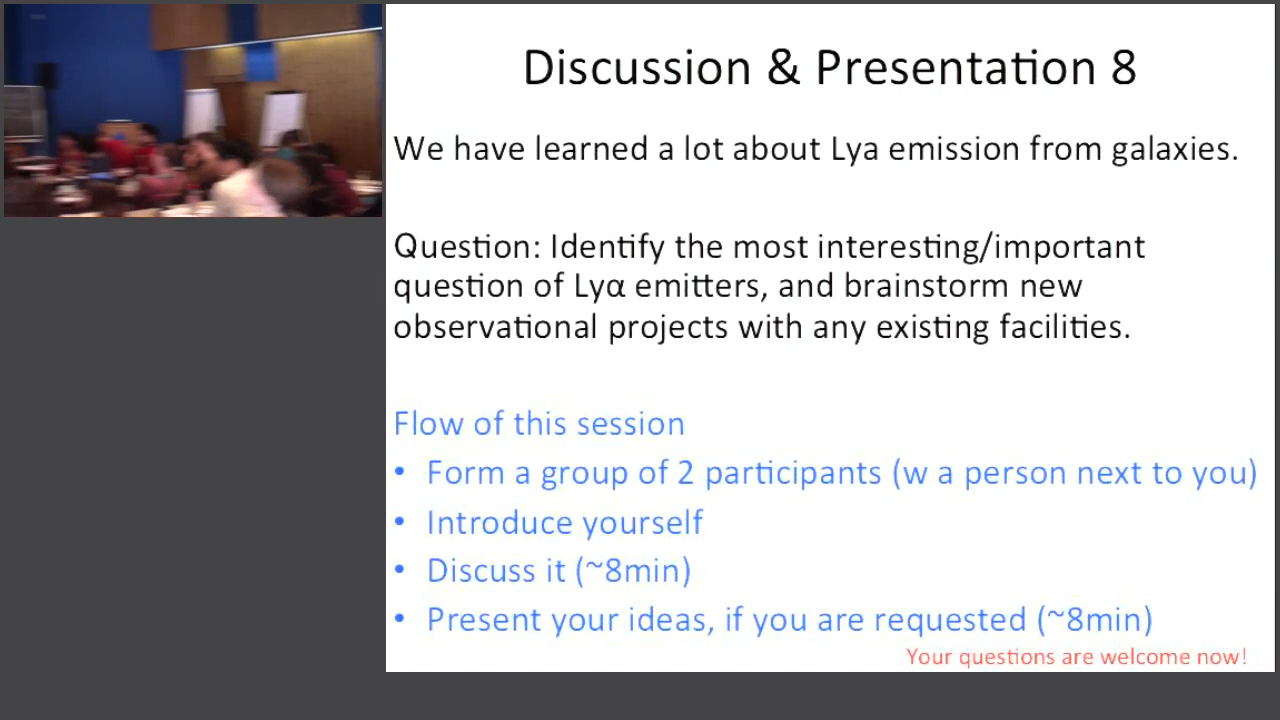 Discussion & Presentation 8
We have learned a lot about Lya emission from galaxies.
Question: Identify the most interesting/important
question of Lyα emitters, and brainstorm new
observational projects with any existing facilities.
Flow of this session
• Form a group of 2 participants (w a person next to you)
• Introduce yourself
• Discuss it (~8min)
• Present your ideas, if you are requested (~8min)
Your questions are welcome now!